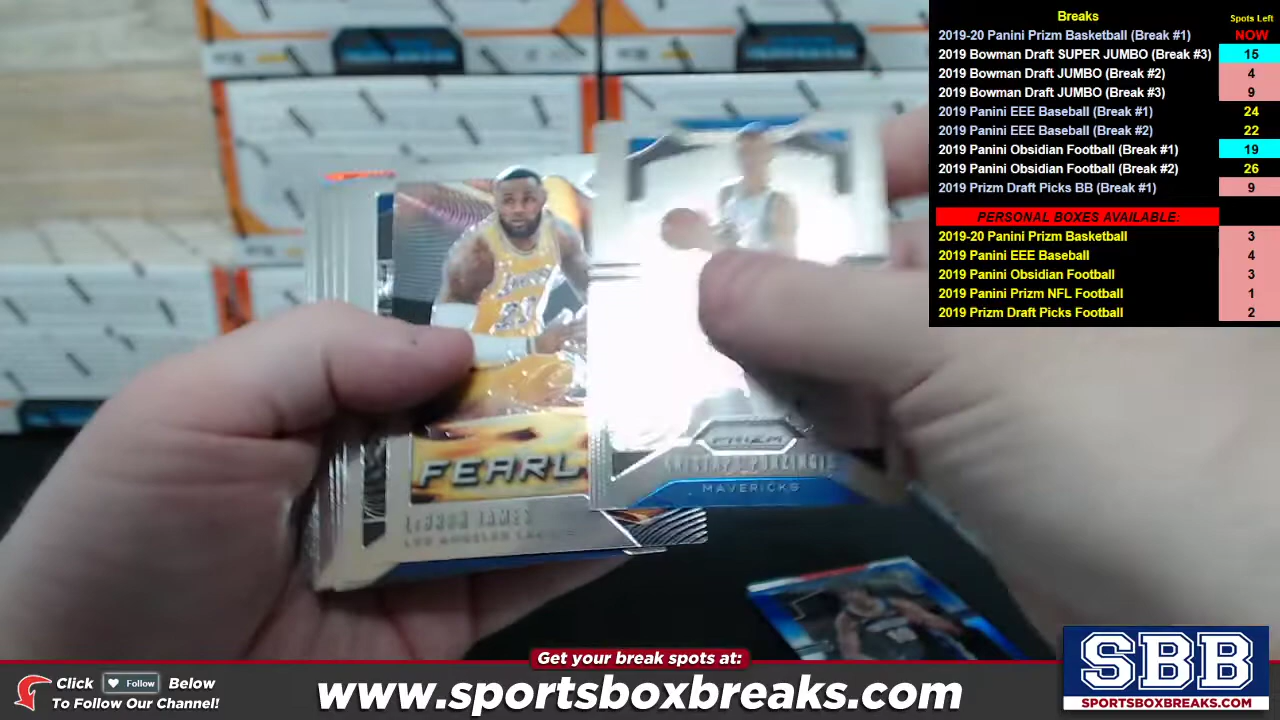 Breaks Spots Left
2019-20 Panini Prizm Basketball (Break #1) NOW
2019 Bowman Draft SUPER JUMBO (Break #3) 15
2019 Bowman Draft JUMBO (Break #2) 4
2019 Bowman Draft JUMBO (Break #3) 9
2019 Panini EEE Baseball (Break #1) 24
2019 Panini EEE Baseball (Break #2) 22
2019 Panini Obsidian Football (Break #1) 19
2019 Panini Obsidian Football (Break #2) 26
2019 Prizm Draft Picks BB (Break #1) 9
PERSONAL BOXES AVAILABLE:
2019-20 Panini Prizm Basketball 3
2019 Panini EEE Baseball 4
2019 Panini Obsidian Football 3
2019 Panini Prizm NFL Football 1
2019 Prizm Draft Picks Football 2
PRIZM
MAVERICKS
FEARL
LEBRON JAMES
LOS ANGELES
Get your break spots at:
www.sportsboxbreaks.com
Click Follow Below
To Follow Our Channel!
SBB
SPORTSBOXBREAKS.COM